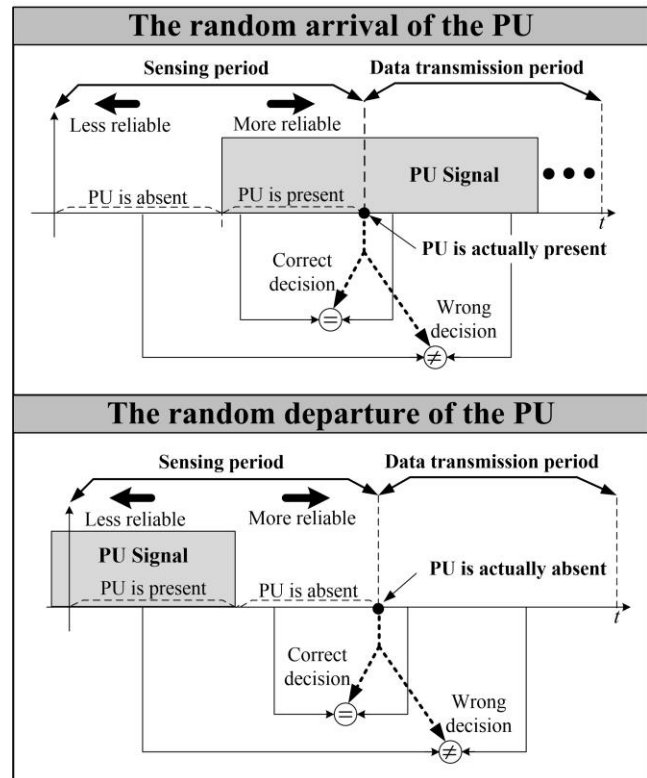 The random arrival of the PU
Sensing period
Data transmission period
Less reliable
More reliable
PU Signal
PU is absent
PU is present
t
PU is actually present
Correct
decision
Wrong
decision
=
≠
The random departure of the PU
Sensing period
Data transmission period
Less reliable
More reliable
PU Signal
PU is present
PU is absent
PU is actually absent
t
Correct
decision
Wrong
decision
=
≠